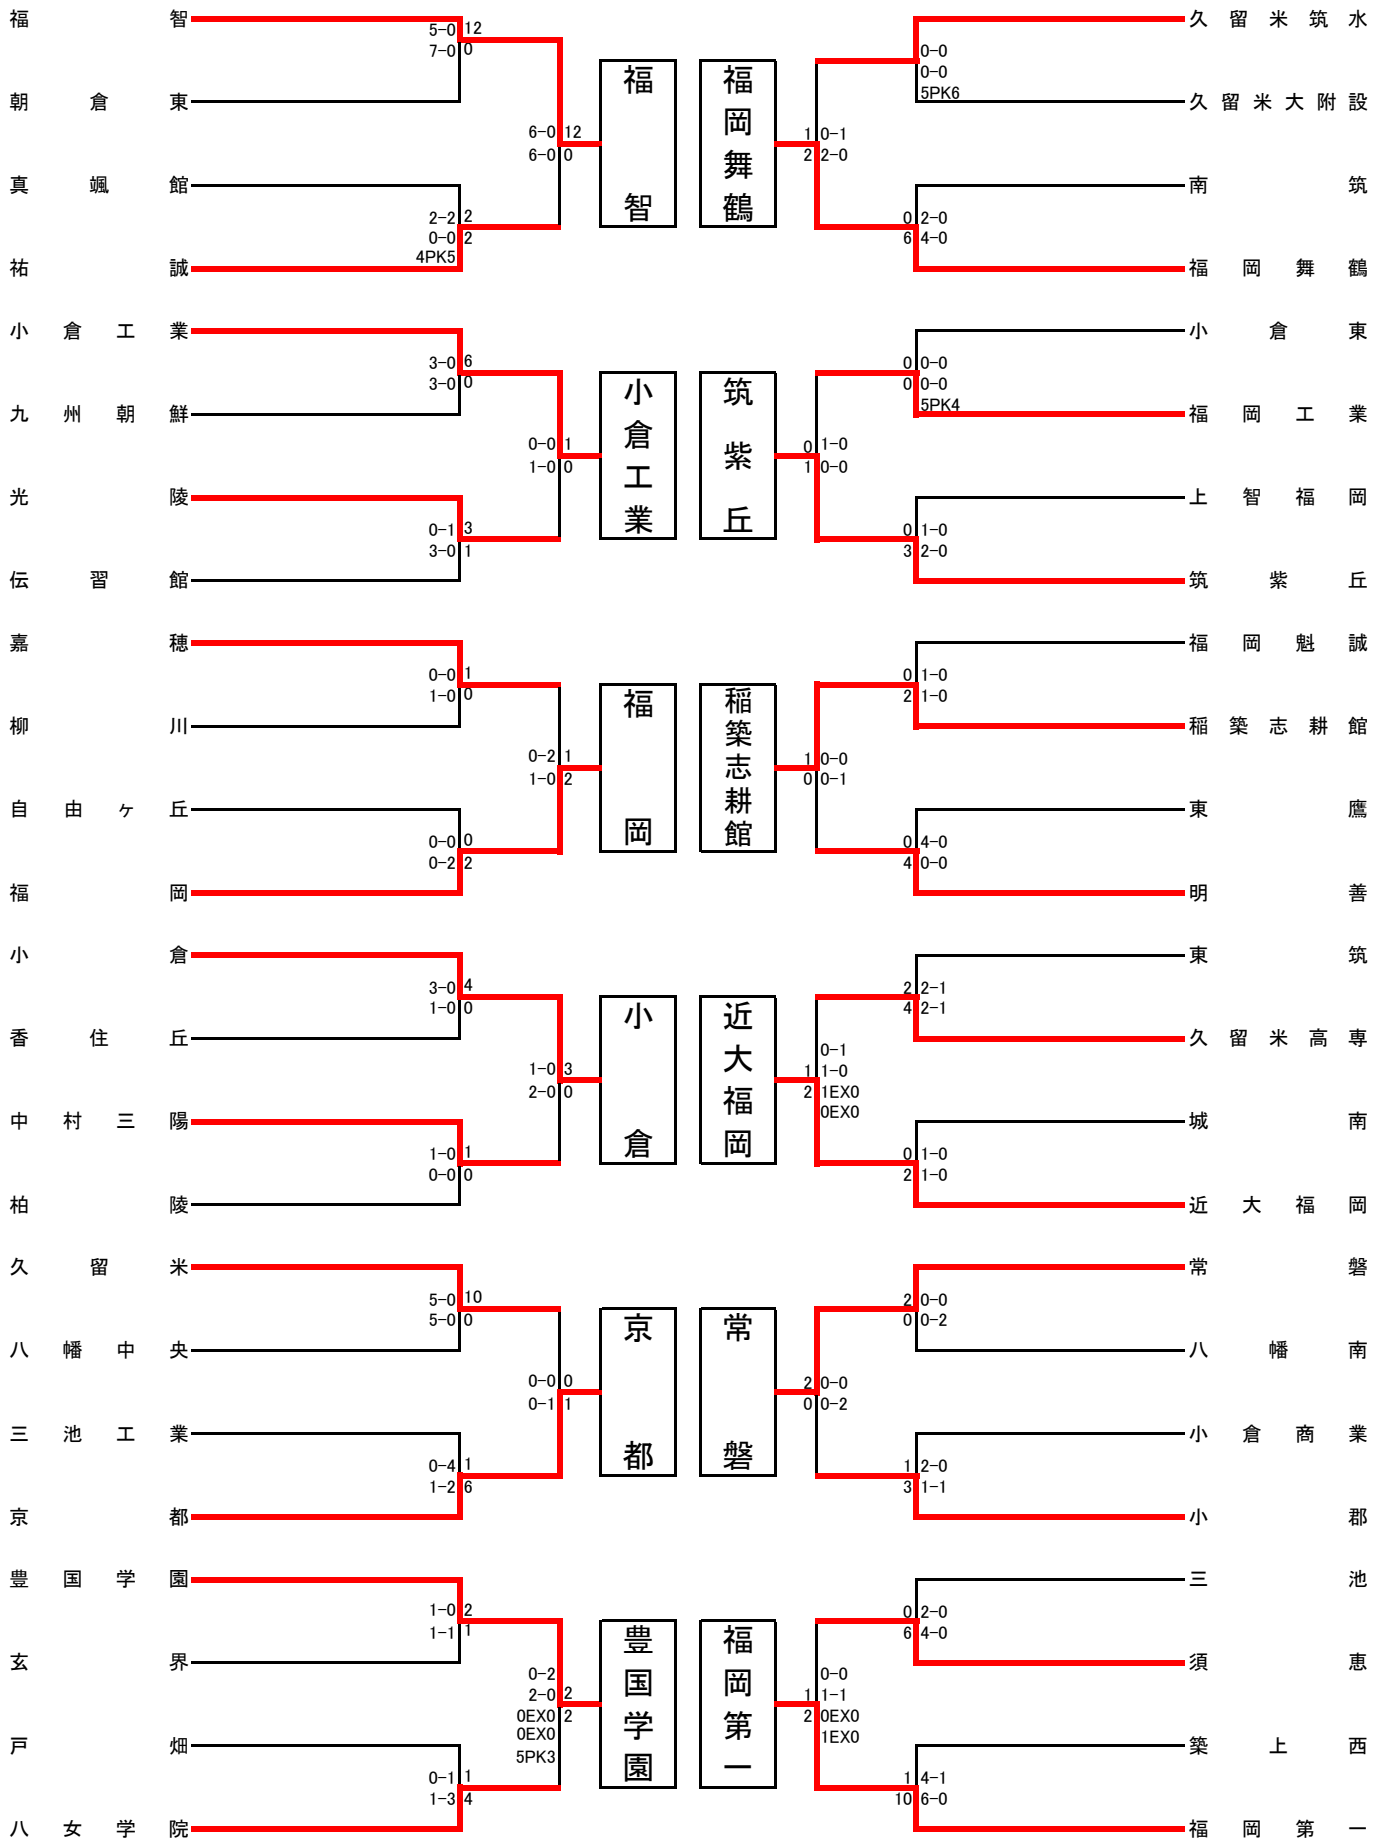 福智
5-0 12
7-0 0
朝倉東
6-0 12
6-0 0
真颯館
2-2 2
0-0 2
4PK5
祐誠
福智
福岡舞鶴
久留米筑水
0-0
0-0
5PK6
久留米大附設
1 0-1
2 2-0
南筑
0 2-0
6 4-0
福岡舞鶴
小倉工業
3-0 6
3-0 0
九州朝鮮
0-0 1
1-0 0
光陵
0-1 3
3-0 1
伝習館
小倉工業
筑紫丘
小倉東
0 0-0
0 0-0
5PK4
福岡工業
0 1-0
1 0-0
上智福岡
0 1-0
3 2-0
筑紫丘
嘉穂
0-0 1
1-0 0
柳川
0-2 1
1-0 2
自由ヶ丘
0-0 0
0-2 2
福岡
福岡
稲築志耕館
福岡魁誠
0 1-0
2 1-0
稲築志耕館
1 0-0
0 0-1
東鷹
0 4-0
4 0-0
明善
小倉
3-0 4
1-0 0
香住丘
1-0 3
2-0 0
中村三陽
1-0 1
0-0 0
柏陵
小倉
近大福岡
東筑
2 2-1
4 2-1
久留米高専
0-1
1 1-0
2 1EX0
0EX0
城南
0 1-0
2 1-0
近大福岡
久留米
5-0 10
5-0 0
八幡中央
0-0 0
0-1 1
三池工業
0-4 1
1-2 6
京都
京都
常磐
常磐
2 0-0
0 0-2
八幡南
2 0-0
0 0-2
小倉商業
1 2-0
3 1-1
小郡
豊国学園
1-0 2
1-1 1
玄界
0-2
2-0 2
0EX0 2
0EX0
5PK3
戸畑
0-1 1
1-3 4
八女学院
豊国学園
福岡第一
三池
0 2-0
6 4-0
須恵
0-0
1 1-1
2 0EX0
1EX0
築上西
1 4-1
10 6-0
福岡第一